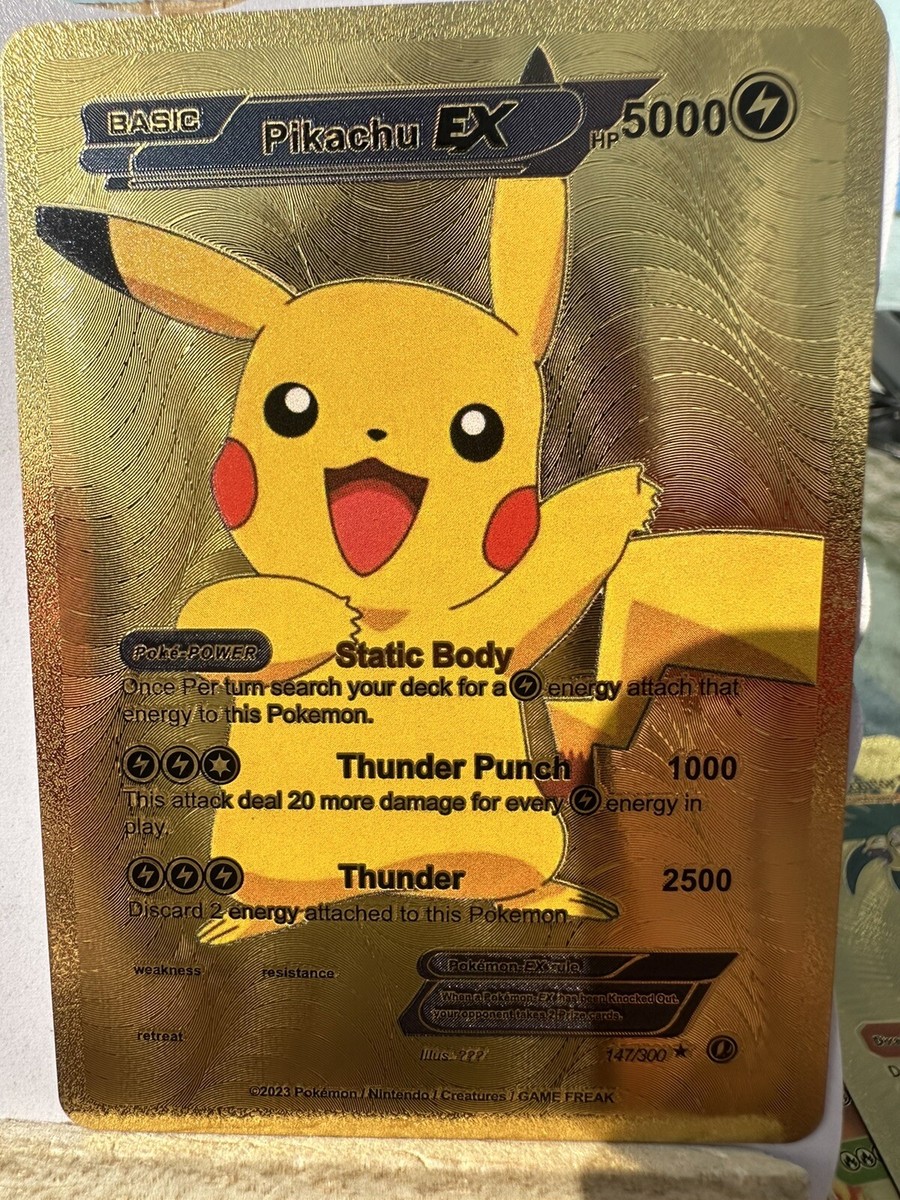 BASIC Pikachu EX HP 5000
Poké-POWER Static Body
Once Per turn search your deck for a energy attach that
energy to this Pokemon.
Thunder Punch 1000
This attack deal 20 more damage for every energy in
play.
Thunder 2500
Discard 2 energy attached to this Pokemon.
weakness resistance
Pokémon-EX rule
When a Pokémon-EX has been Knocked Out,
your opponent takes 2 Prize cards.
retreat
Illus. ??? 147/300
©2023 Pokémon / Nintendo / Creatures / GAME FREAK